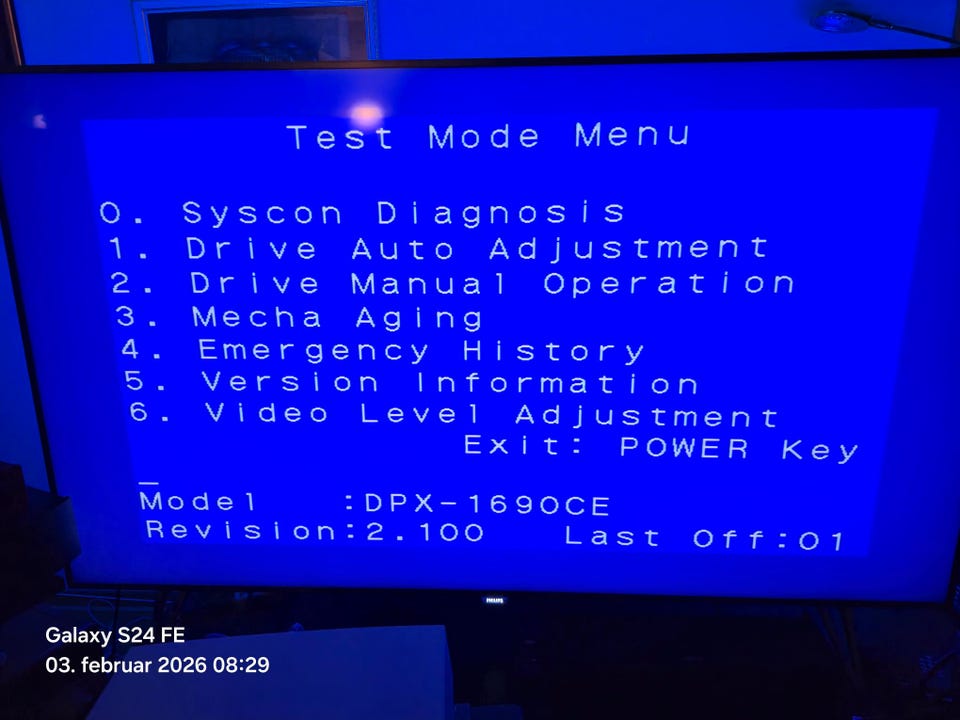 Test Mode Menu
0. Syscon Diagnosis
1. Drive Auto Adjustment
2. Drive Manual Operation
3. Mecha Aging
4. Emergency History
5. Version Information
6. Video Level Adjustment
Exit: POWER Key
_
Model :DPX-1690CE
Revision:2.100 Last Off:01
PHILIPS
Galaxy S24 FE
03. februar 2026 08:29